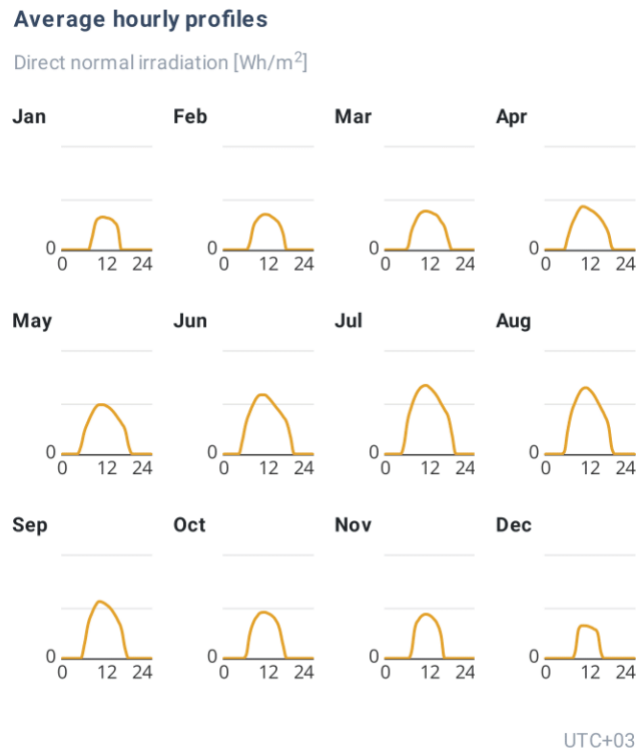 Average hourly profiles
Direct normal irradiation [Wh/m²]
Jan Feb Mar Apr
0 0 0 0
0 12 24 0 12 24 0 12 24 0 12 24
May Jun Jul Aug
0 0 0 0
0 12 24 0 12 24 0 12 24 0 12 24
Sep Oct Nov Dec
0 0 0 0
0 12 24 0 12 24 0 12 24 0 12 24
UTC+03